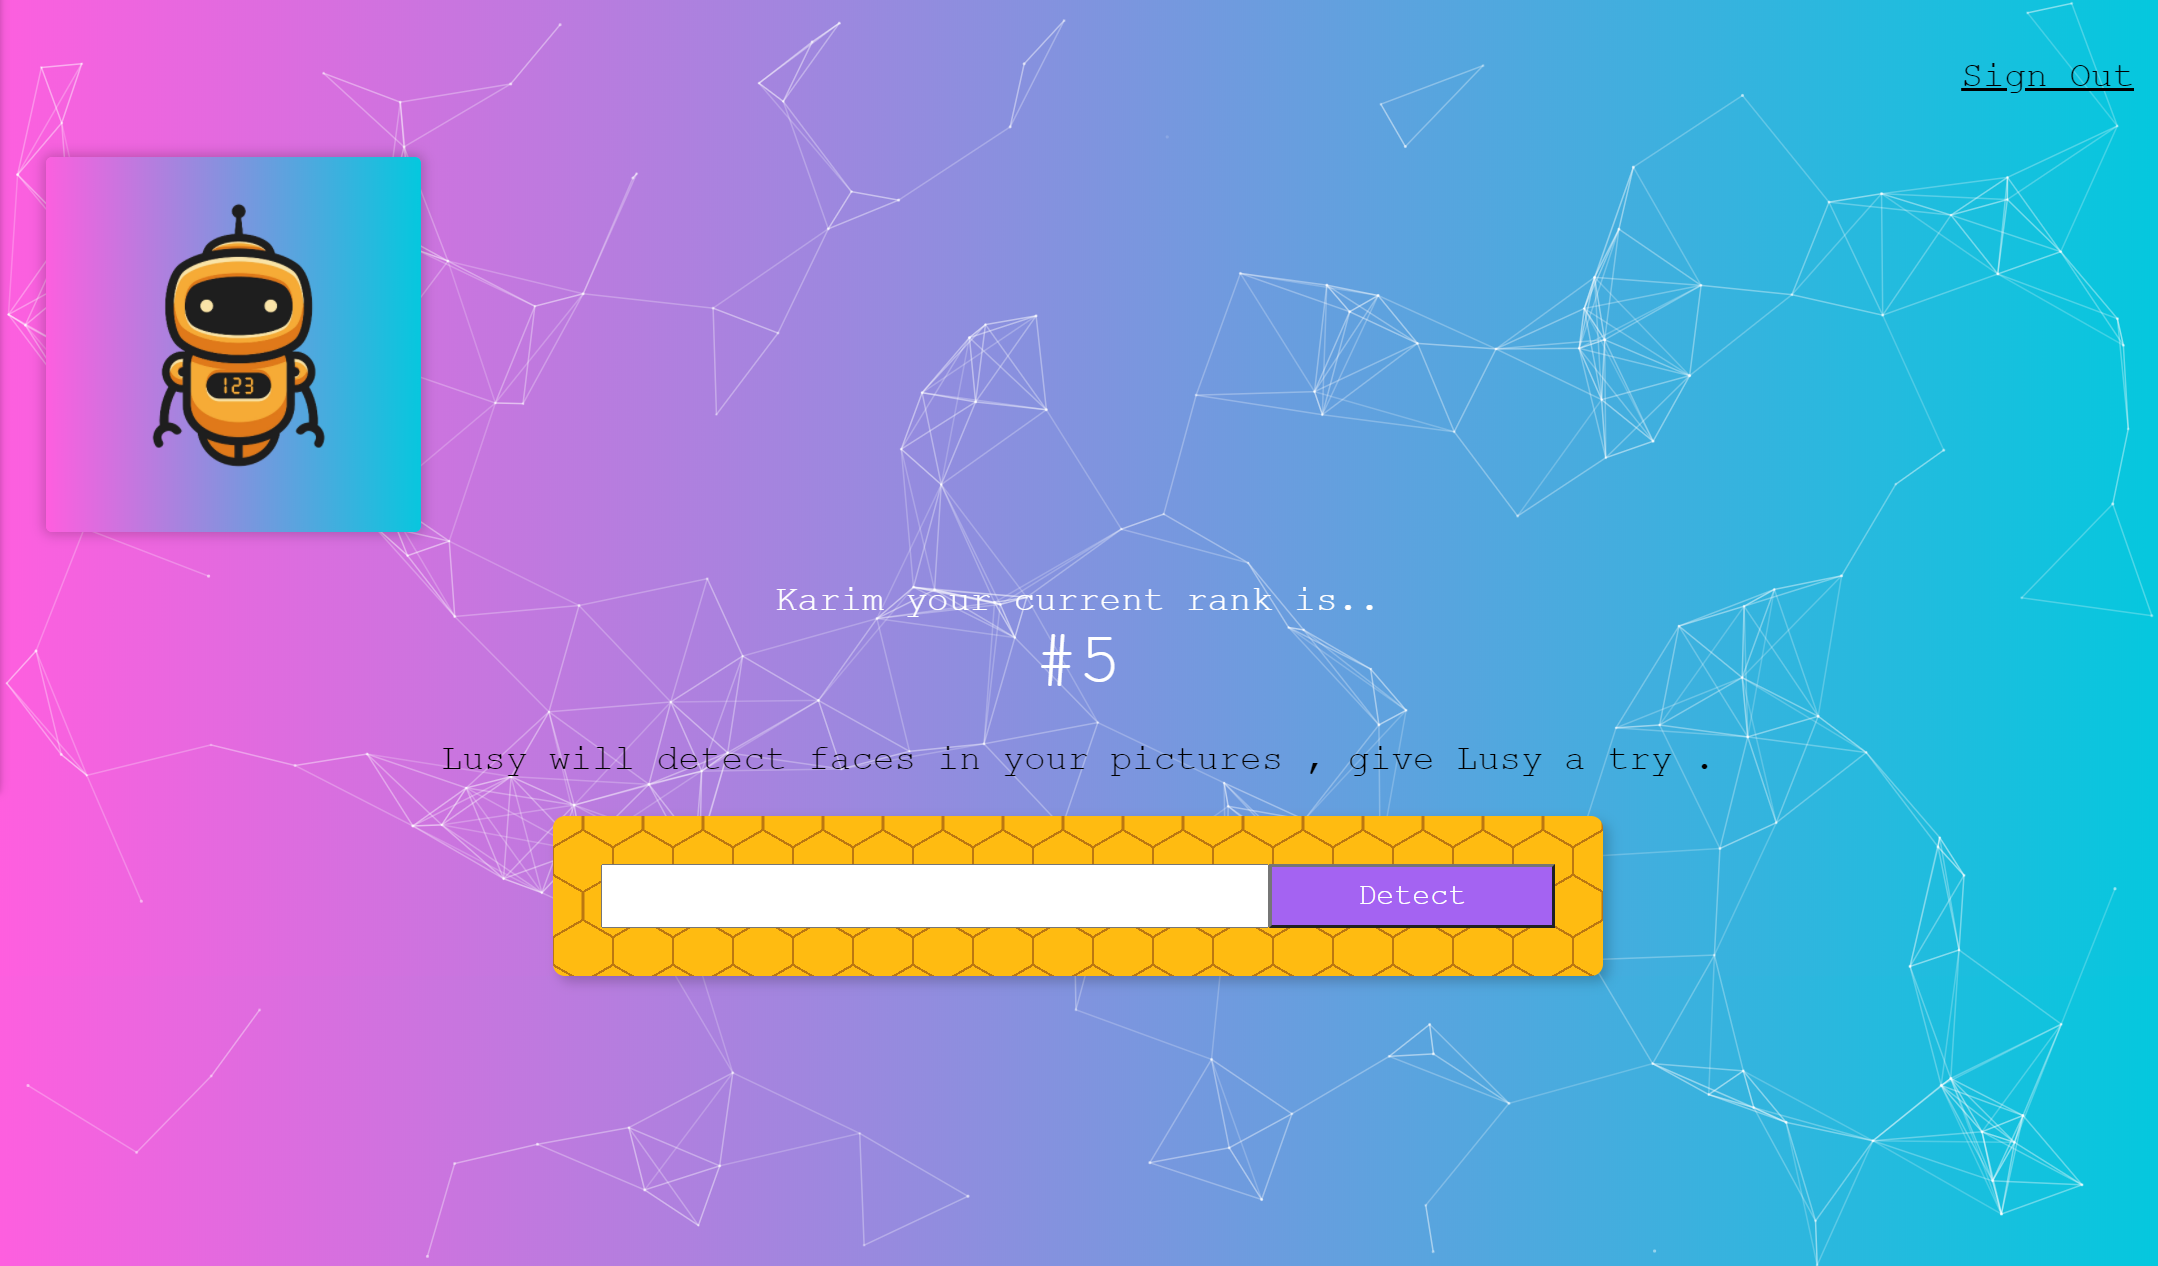 Sign Out
123
Karim your current rank is..
#5
Lusy will detect faces in your pictures , give Lusy a try .
Detect